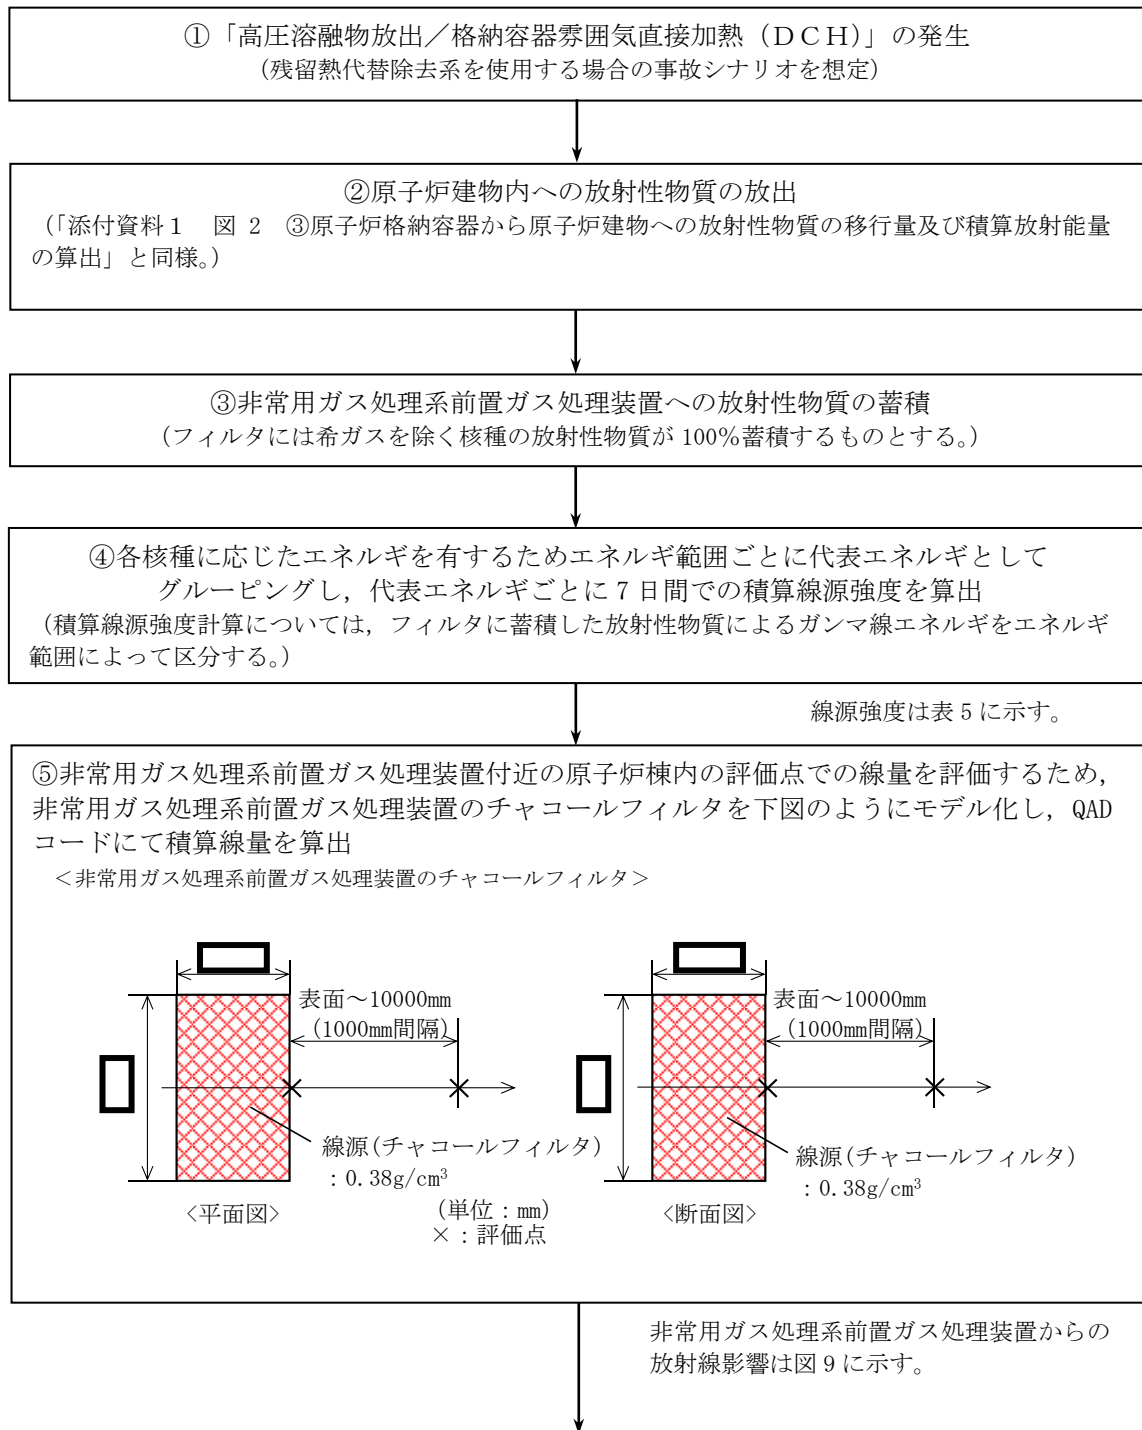 ①「高圧溶融物放出／格納容器雰囲気直接加熱（ＤＣＨ）」の発生
（残留熱代替除去系を使用する場合の事故シナリオを想定）
②原子炉建物内への放射性物質の放出
（「添付資料１　図 2　③原子炉格納容器から原子炉建物への放射性物質の移行量及び積算放射能量
の算出」と同様。）
③非常用ガス処理系前置ガス処理装置への放射性物質の蓄積
（フィルタには希ガスを除く核種の放射性物質が 100％蓄積するものとする。）
④各核種に応じたエネルギを有するためエネルギ範囲ごとに代表エネルギとして
グルーピングし，代表エネルギごとに 7 日間での積算線源強度を算出
（積算線源強度計算については，フィルタに蓄積した放射性物質によるガンマ線エネルギをエネルギ
範囲によって区分する。）
線源強度は表 5 に示す。
⑤非常用ガス処理系前置ガス処理装置付近の原子炉棟内の評価点での線量を評価するため，
非常用ガス処理系前置ガス処理装置のチャコールフィルタを下図のようにモデル化し，QAD
コードにて積算線量を算出
＜非常用ガス処理系前置ガス処理装置のチャコールフィルタ＞
表面～10000mm
（1000mm間隔）
線源(チャコールフィルタ)
：0.38g/cm³
<平面図>
（単位：mm）
×：評価点
表面～10000mm
（1000mm間隔）
線源(チャコールフィルタ)
：0.38g/cm³
<断面図>
非常用ガス処理系前置ガス処理装置からの
放射線影響は図 9 に示す。